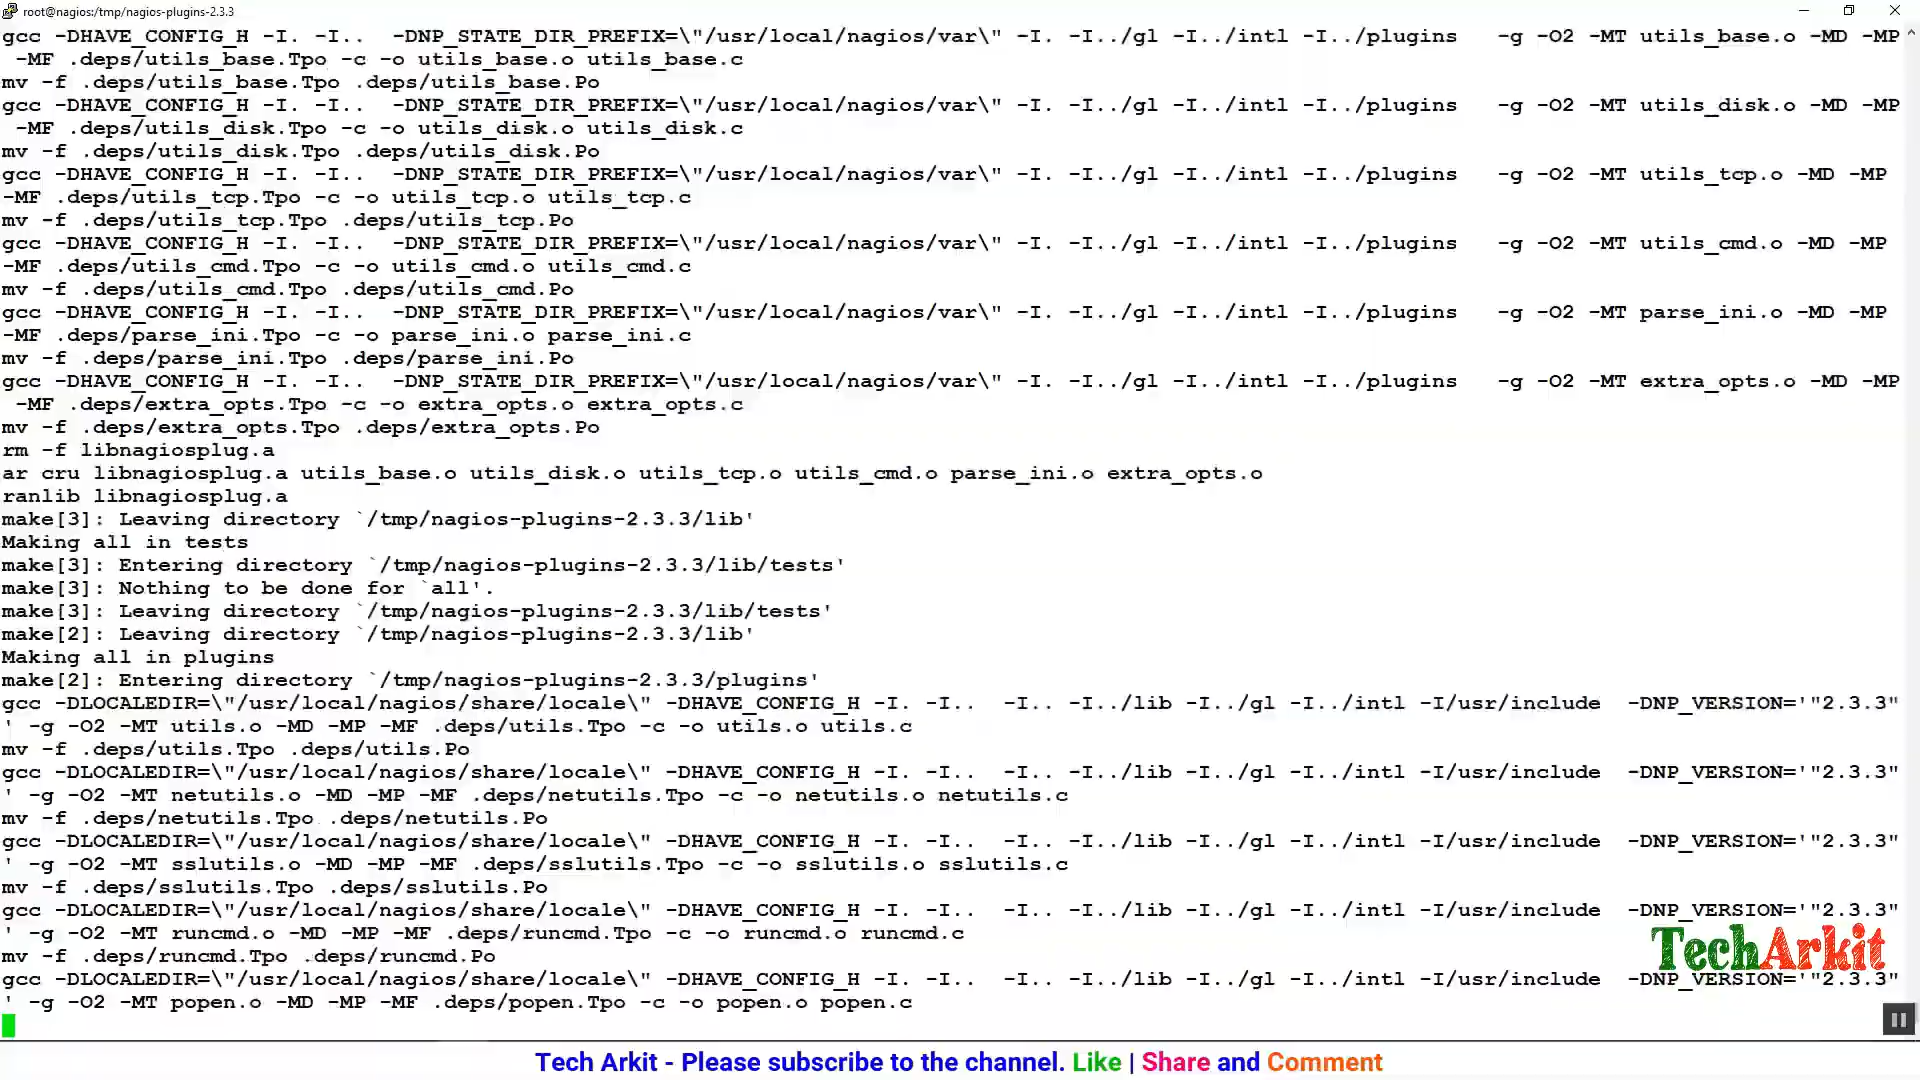 root@nagios:/tmp/nagios-plugins-2.3.3
gcc -DHAVE_CONFIG_H -I. -I..  -DNP_STATE_DIR_PREFIX=\"/usr/local/nagios/var\" -I. -I../gl -I../intl -I../plugins   -g -O2 -MT utils_base.o -MD -MP
 -MF .deps/utils_base.Tpo -c -o utils_base.o utils_base.c
mv -f .deps/utils_base.Tpo .deps/utils_base.Po
gcc -DHAVE_CONFIG_H -I. -I..  -DNP_STATE_DIR_PREFIX=\"/usr/local/nagios/var\" -I. -I../gl -I../intl -I../plugins   -g -O2 -MT utils_disk.o -MD -MP
 -MF .deps/utils_disk.Tpo -c -o utils_disk.o utils_disk.c
mv -f .deps/utils_disk.Tpo .deps/utils_disk.Po
gcc -DHAVE_CONFIG_H -I. -I..  -DNP_STATE_DIR_PREFIX=\"/usr/local/nagios/var\" -I. -I../gl -I../intl -I../plugins   -g -O2 -MT utils_tcp.o -MD -MP
-MF .deps/utils_tcp.Tpo -c -o utils_tcp.o utils_tcp.c
mv -f .deps/utils_tcp.Tpo .deps/utils_tcp.Po
gcc -DHAVE_CONFIG_H -I. -I..  -DNP_STATE_DIR_PREFIX=\"/usr/local/nagios/var\" -I. -I../gl -I../intl -I../plugins   -g -O2 -MT utils_cmd.o -MD -MP
-MF .deps/utils_cmd.Tpo -c -o utils_cmd.o utils_cmd.c
mv -f .deps/utils_cmd.Tpo .deps/utils_cmd.Po
gcc -DHAVE_CONFIG_H -I. -I..  -DNP_STATE_DIR_PREFIX=\"/usr/local/nagios/var\" -I. -I../gl -I../intl -I../plugins   -g -O2 -MT parse_ini.o -MD -MP
-MF .deps/parse_ini.Tpo -c -o parse_ini.o parse_ini.c
mv -f .deps/parse_ini.Tpo .deps/parse_ini.Po
gcc -DHAVE_CONFIG_H -I. -I..  -DNP_STATE_DIR_PREFIX=\"/usr/local/nagios/var\" -I. -I../gl -I../intl -I../plugins   -g -O2 -MT extra_opts.o -MD -MP
 -MF .deps/extra_opts.Tpo -c -o extra_opts.o extra_opts.c
mv -f .deps/extra_opts.Tpo .deps/extra_opts.Po
rm -f libnagiosplug.a
ar cru libnagiosplug.a utils_base.o utils_disk.o utils_tcp.o utils_cmd.o parse_ini.o extra_opts.o
ranlib libnagiosplug.a
make[3]: Leaving directory `/tmp/nagios-plugins-2.3.3/lib'
Making all in tests
make[3]: Entering directory `/tmp/nagios-plugins-2.3.3/lib/tests'
make[3]: Nothing to be done for `all'.
make[3]: Leaving directory `/tmp/nagios-plugins-2.3.3/lib/tests'
make[2]: Leaving directory `/tmp/nagios-plugins-2.3.3/lib'
Making all in plugins
make[2]: Entering directory `/tmp/nagios-plugins-2.3.3/plugins'
gcc -DLOCALEDIR=\"/usr/local/nagios/share/locale\" -DHAVE_CONFIG_H -I. -I..  -I.. -I../lib -I../gl -I../intl -I/usr/include  -DNP_VERSION='"2.3.3"
' -g -O2 -MT utils.o -MD -MP -MF .deps/utils.Tpo -c -o utils.o utils.c
mv -f .deps/utils.Tpo .deps/utils.Po
gcc -DLOCALEDIR=\"/usr/local/nagios/share/locale\" -DHAVE_CONFIG_H -I. -I..  -I.. -I../lib -I../gl -I../intl -I/usr/include  -DNP_VERSION='"2.3.3"
' -g -O2 -MT netutils.o -MD -MP -MF .deps/netutils.Tpo -c -o netutils.o netutils.c
mv -f .deps/netutils.Tpo .deps/netutils.Po
gcc -DLOCALEDIR=\"/usr/local/nagios/share/locale\" -DHAVE_CONFIG_H -I. -I..  -I.. -I../lib -I../gl -I../intl -I/usr/include  -DNP_VERSION='"2.3.3"
' -g -O2 -MT sslutils.o -MD -MP -MF .deps/sslutils.Tpo -c -o sslutils.o sslutils.c
mv -f .deps/sslutils.Tpo .deps/sslutils.Po
gcc -DLOCALEDIR=\"/usr/local/nagios/share/locale\" -DHAVE_CONFIG_H -I. -I..  -I.. -I../lib -I../gl -I../intl -I/usr/include  -DNP_VERSION='"2.3.3"
' -g -O2 -MT runcmd.o -MD -MP -MF .deps/runcmd.Tpo -c -o runcmd.o runcmd.c
mv -f .deps/runcmd.Tpo .deps/runcmd.Po
gcc -DLOCALEDIR=\"/usr/local/nagios/share/locale\" -DHAVE_CONFIG_H -I. -I..  -I.. -I../lib -I../gl -I../intl -I/usr/include  -DNP_VERSION='"2.3.3"
' -g -O2 -MT popen.o -MD -MP -MF .deps/popen.Tpo -c -o popen.o popen.c
TechArkit
Tech Arkit - Please subscribe to the channel. Like | Share and Comment